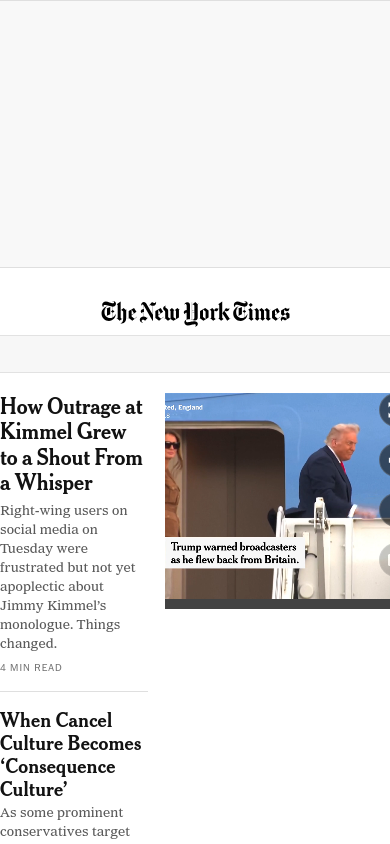 The New York Times
How Outrage at
Kimmel Grew
to a Shout From
a Whisper
Right-wing users on
social media on
Tuesday were
frustrated but not yet
apoplectic about
Jimmy Kimmel's
monologue. Things
changed.
4 MIN READ
When Cancel
Culture Becomes
‘Consequence
Culture’
As some prominent
conservatives target
England
Trump warned broadcasters
as he flew back from Britain.